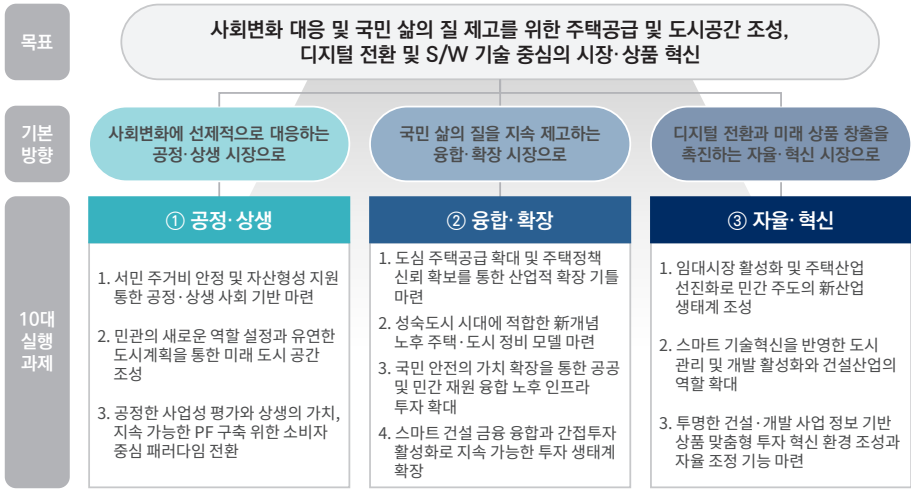 목표
사회변화 대응 및 국민 삶의 질 제고를 위한 주택공급 및 도시공간 조성,
디지털 전환 및 S/W 기술 중심의 시장·상품 혁신
기본
방향
사회변화에 선제적으로 대응하는
공정·상생 시장으로
국민 삶의 질을 지속 제고하는
융합·확장 시장으로
디지털 전환과 미래 상품 창출을
촉진하는 자율·혁신 시장으로
10대
실행
과제
① 공정·상생
1. 서민 주거비 안정 및 자산형성 지원
통한 공정·상생 사회 기반 마련
2. 민관의 새로운 역할 설정과 유연한
도시계획을 통한 미래 도시 공간
조성
3. 공정한 사업성 평가와 상생의 가치,
지속 가능한 PF 구축 위한 소비자
중심 패러다임 전환
② 융합·확장
1. 도심 주택공급 확대 및 주택정책
신뢰 확보를 통한 산업적 확장 기틀
마련
2. 성숙도시 시대에 적합한 新개념
노후 주택·도시 정비 모델 마련
3. 국민 안전의 가치 확장을 통한 공공
및 민간 재원 융합 노후 인프라
투자 확대
4. 스마트 건설 금융 융합과 간접투자
활성화로 지속 가능한 투자 생태계
확장
③ 자율·혁신
1. 임대시장 활성화 및 주택산업
선진화로 민간 주도의 新산업
생태계 조성
2. 스마트 기술혁신을 반영한 도시
관리 및 개발 활성화와 건설산업의
역할 확대
3. 투명한 건설·개발 사업 정보 기반
상품 맞춤형 투자 혁신 환경 조성과
자율 조정 기능 마련